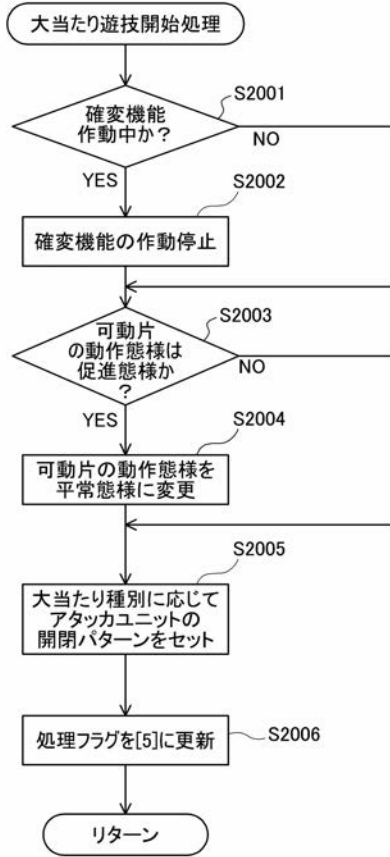 大当たり遊技開始処理
S2001
確変機能
作動中か？
NO
YES
S2002
確変機能の作動停止
S2003
可動片
の動作態様は
促進態様か
？
NO
YES
S2004
可動片の動作態様を
平常態様に変更
S2005
大当たり種別に応じて
アタッカユニットの
開閉パターンをセット
処理フラグを[5]に更新
S2006
リターン